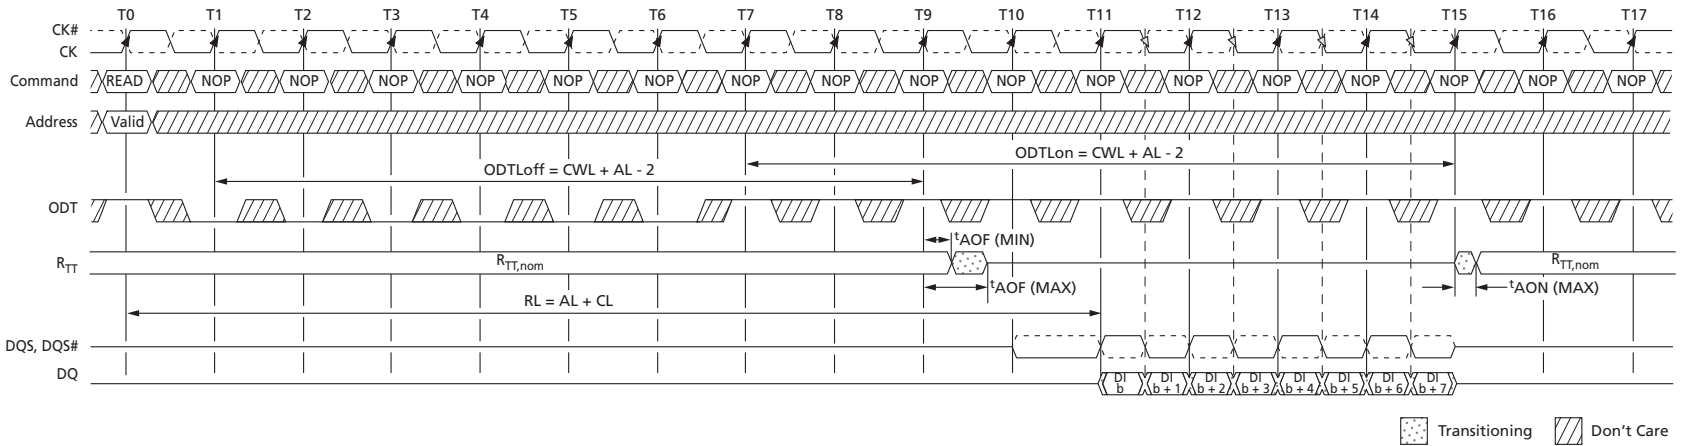 T0 T1 T2 T3 T4 T5 T6 T7 T8 T9 T10 T11 T12 T13 T14 T15 T16 T17
CK#
CK
Command READ NOP NOP NOP NOP NOP NOP NOP NOP NOP NOP NOP NOP NOP NOP NOP NOP NOP
Address Valid
ODTLon = CWL + AL - 2
ODTLoff = CWL + AL - 2
ODT
tAOF (MIN)
RTT RTT,nom RTT,nom
tAOF (MAX) tAON (MAX)
RL = AL + CL
DQS, DQS#
DQ DI b DI b + 1 DI b + 2 DI b + 3 DI b + 4 DI b + 5 DI b + 6 DI b + 7
Transitioning Don't Care